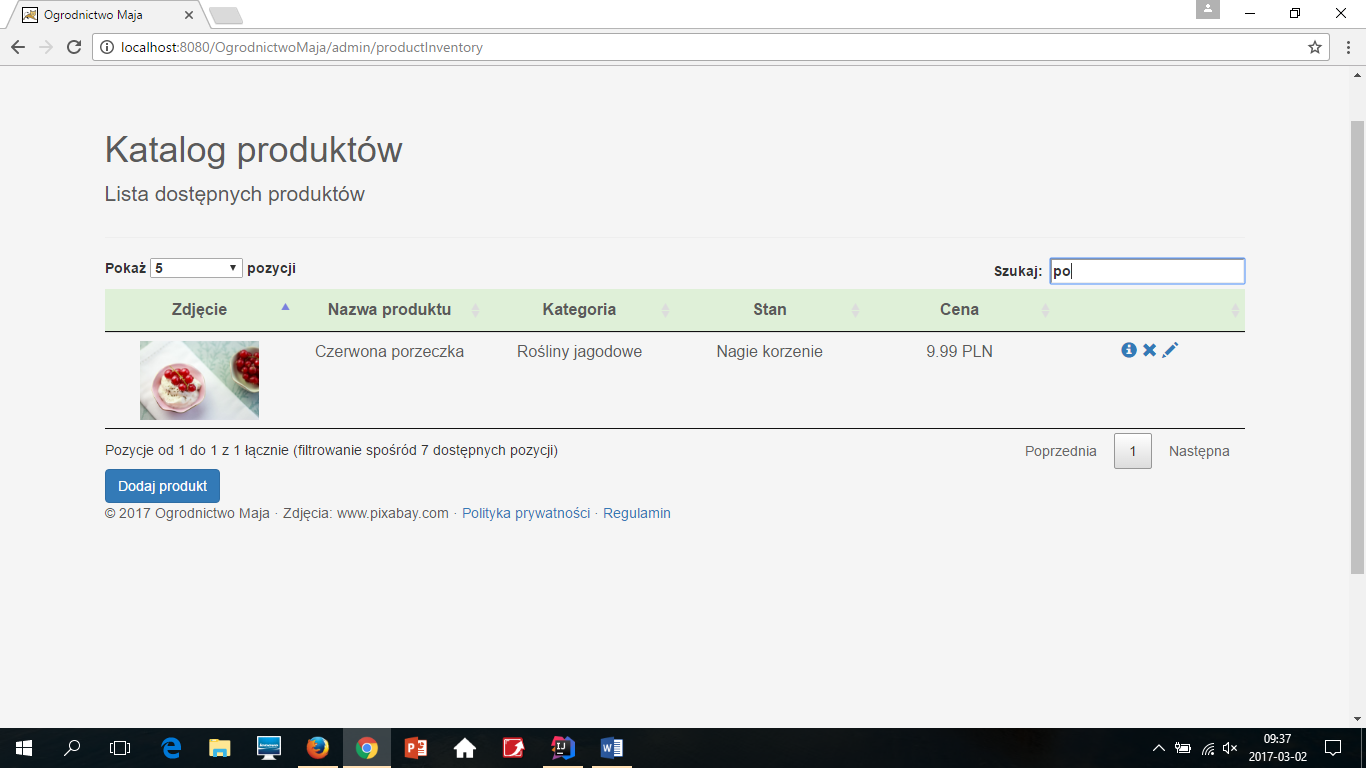 Ogrodnictwo Maja
localhost:8080/OgrodnictwoMaja/admin/productInventory
Katalog produktów
Lista dostępnych produktów
Pokaż 5 pozycji
Szukaj: po
Zdjęcie Nazwa produktu Kategoria Stan Cena
Czerwona porzeczka Rośliny jagodowe Nagie korzenie 9.99 PLN
Pozycje od 1 do 1 z 1 łącznie (filtrowanie spośród 7 dostępnych pozycji)
Poprzednia 1 Następna
Dodaj produkt
© 2017 Ogrodnictwo Maja · Zdjęcia: www.pixabay.com · Polityka prywatności · Regulamin
09:37
2017-03-02